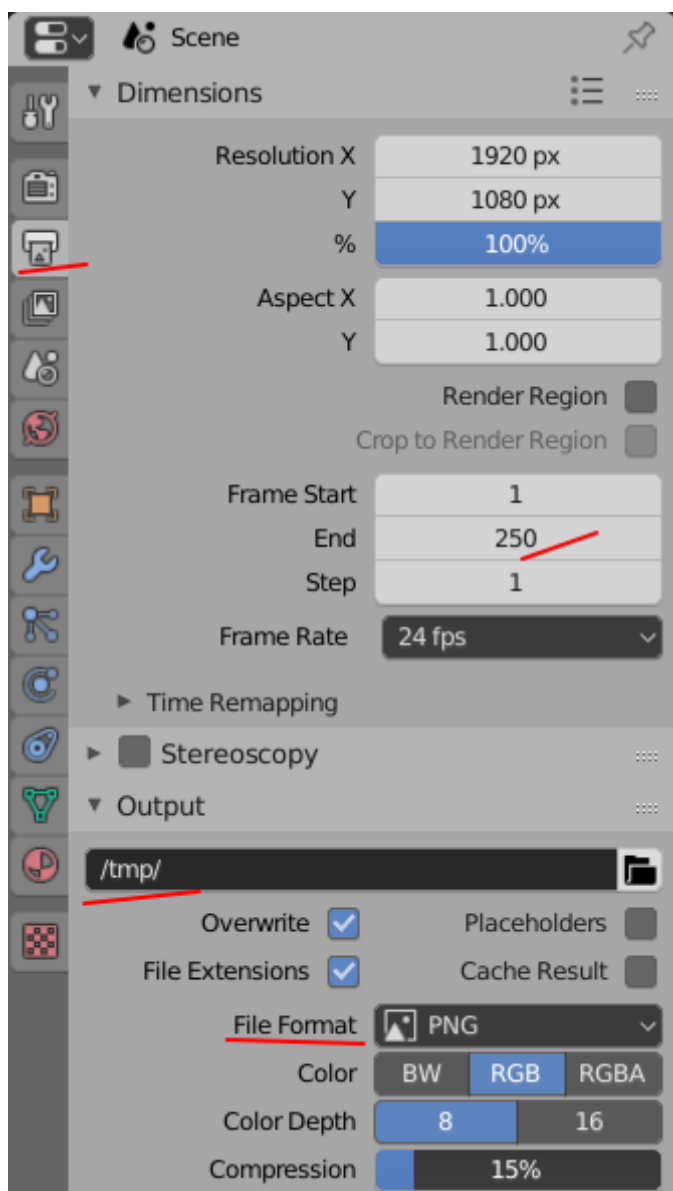 Scene
Dimensions
Resolution X 1920 px
Y 1080 px
% 100%
Aspect X 1.000
Y 1.000
Render Region
Crop to Render Region
Frame Start 1
End 250
Step 1
Frame Rate 24 fps
Time Remapping
Stereoscopy
Output
/tmp/
Overwrite Placeholders
File Extensions Cache Result
File Format PNG
Color BW RGB RGBA
Color Depth 8 16
Compression 15%